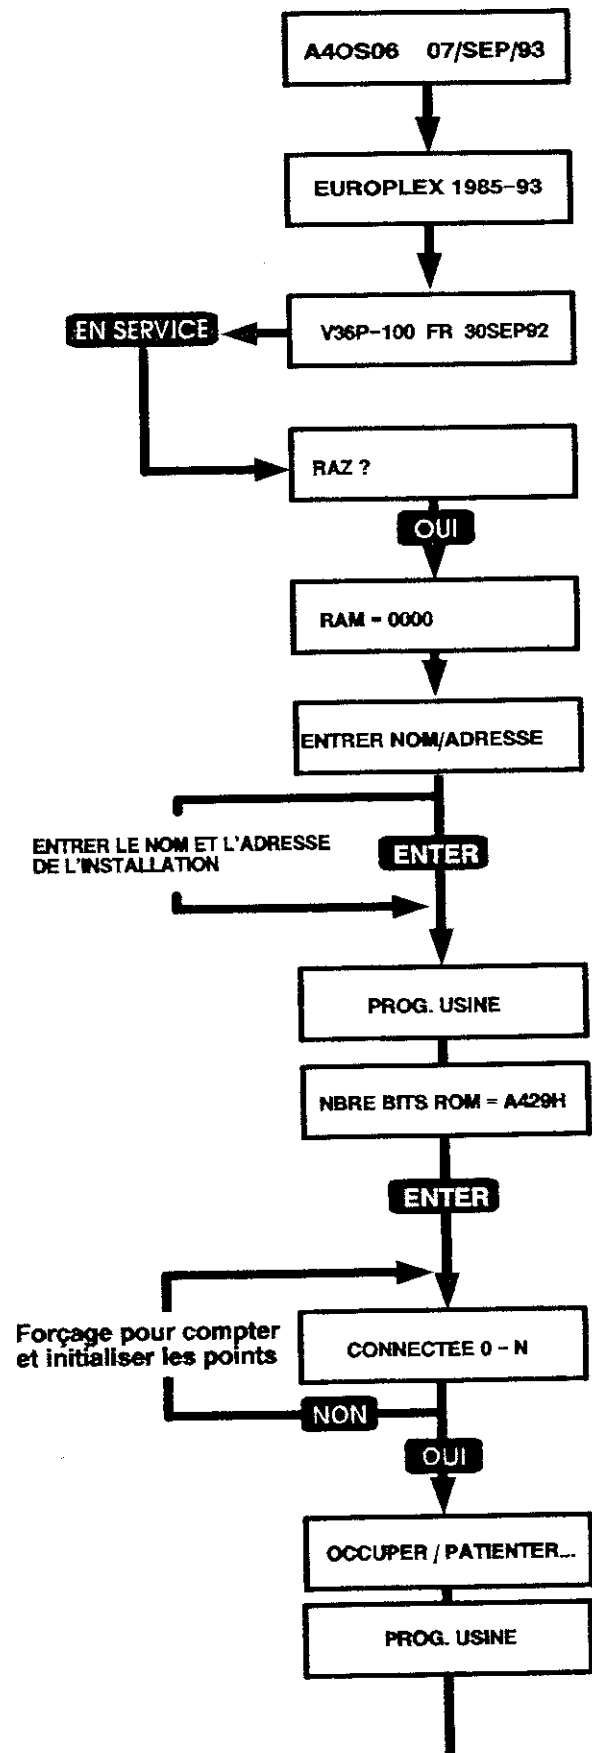 A4OS06 07/SEP/93
EUROPLEX 1985-93
V36P-100 FR 30SEP92
EN SERVICE
RAZ ?
OUI
RAM = 0000
ENTRER NOM/ADRESSE
ENTRER LE NOM ET L'ADRESSE
DE L'INSTALLATION
ENTER
PROG. USINE
NBRE BITS ROM = A429H
ENTER
Forçage pour compter
et initialiser les points
CONNECTEE 0 - N
NON
OUI
OCCUPER / PATIENTER...
PROG. USINE